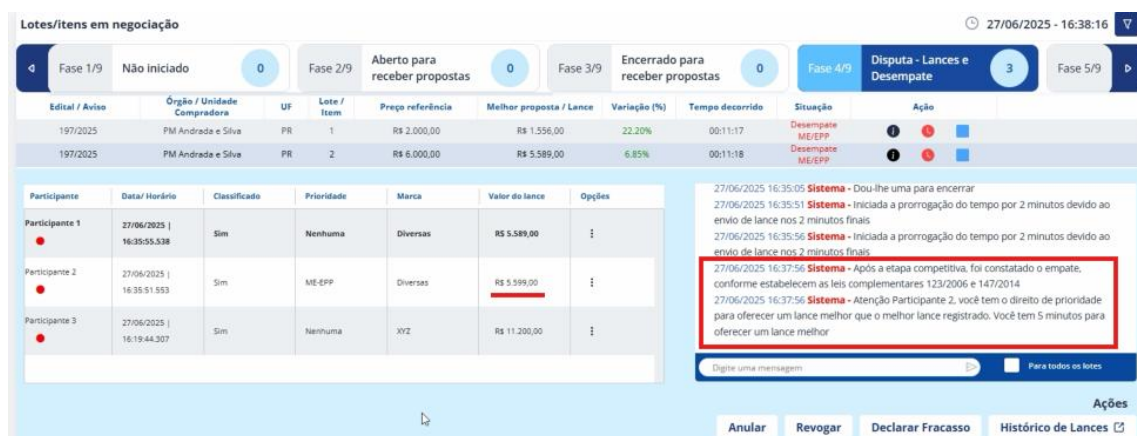 Lotes/itens em negociação
27/06/2025 - 16:38:16
Fase 1/9 Não iniciado 0
Fase 2/9 Aberto para receber propostas 0
Fase 3/9 Encerrado para receber propostas 0
Fase 4/9 Disputa - Lances e Desempate 3
Fase 5/9
Edital / Aviso Órgão / Unidade Compradora UF Lote / Item Preço referência Melhor proposta / Lance Variação (%) Tempo decorrido Situação Ação
197/2025 PM Andrada e Silva PR 1 R$ 2.000,00 R$ 1.556,00 22.20% 00:11:17 Desempate ME/EPP
197/2025 PM Andrada e Silva PR 2 R$ 6.000,00 R$ 5.589,00 6.85% 00:11:18 Desempate ME/EPP
Participante Data/ Horário Classificado Prioridade Marca Valor do lance Opções
Participante 1 27/06/2025 | 16:35:55.538 Sim Nenhuma Diversas R$ 5.589,00
Participante 2 27/06/2025 | 16:35:51.553 Sim ME-EPP Diversas R$ 5.599,00
Participante 3 27/06/2025 | 16:19:44.307 Sim Nenhuma XYZ R$ 11.200,00
27/06/2025 16:35:05 Sistema - Dou-lhe uma para encerrar
27/06/2025 16:35:51 Sistema - Iniciada a prorrogação do tempo por 2 minutos devido ao
envio de lance nos 2 minutos finais
27/06/2025 16:35:56 Sistema - Iniciada a prorrogação do tempo por 2 minutos devido ao
envio de lance nos 2 minutos finais
27/06/2025 16:37:56 Sistema - Após a etapa competitiva, foi constatado o empate,
conforme estabelecem as leis complementares 123/2006 e 147/2014
27/06/2025 16:37:56 Sistema - Atenção Participante 2, você tem o direito de prioridade
para oferecer um lance melhor que o melhor lance registrado. Você tem 5 minutos para
oferecer um lance melhor
Digite uma mensagem
Para todos os lotes
Ações
Anular Revogar Declarar Fracasso Histórico de Lances